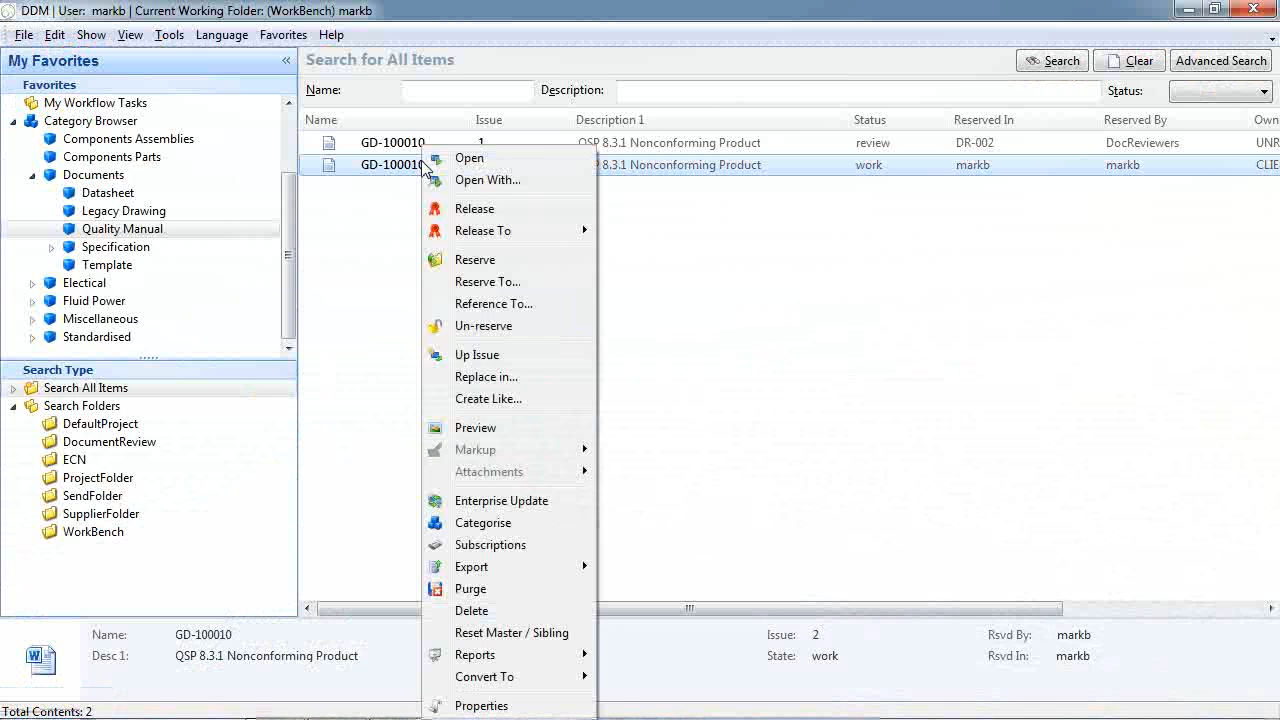 DDM | User: markb | Current Working Folder: (WorkBench) markb
File Edit Show View Tools Language Favorites Help
My Favorites
Favorites
My Workflow Tasks
Category Browser
Components Assemblies
Components Parts
Documents
Datasheet
Legacy Drawing
Quality Manual
Specification
Template
Electical
Fluid Power
Miscellaneous
Standardised
Search Type
Search All Items
Search Folders
DefaultProject
DocumentReview
ECN
ProjectFolder
SendFolder
SupplierFolder
WorkBench
Search for All Items
Search Clear Advanced Search
Name: Description: Status:
Name Issue Description 1 Status Reserved In Reserved By Own
GD-100010 1 QSP 8.3.1 Nonconforming Product review DR-002 DocReviewers UNR
GD-100010 8.3.1 Nonconforming Product work markb markb CLIE
Open
Open With...
Release
Release To
Reserve
Reserve To...
Reference To...
Un-reserve
Up Issue
Replace in...
Create Like...
Preview
Markup
Attachments
Enterprise Update
Categorise
Subscriptions
Export
Purge
Delete
Reset Master / Sibling
Reports
Convert To
Properties
Name: GD-100010 Issue: 2 Rsvd By: markb
Desc 1: QSP 8.3.1 Nonconforming Product State: work Rsvd In: markb
Total Contents: 2